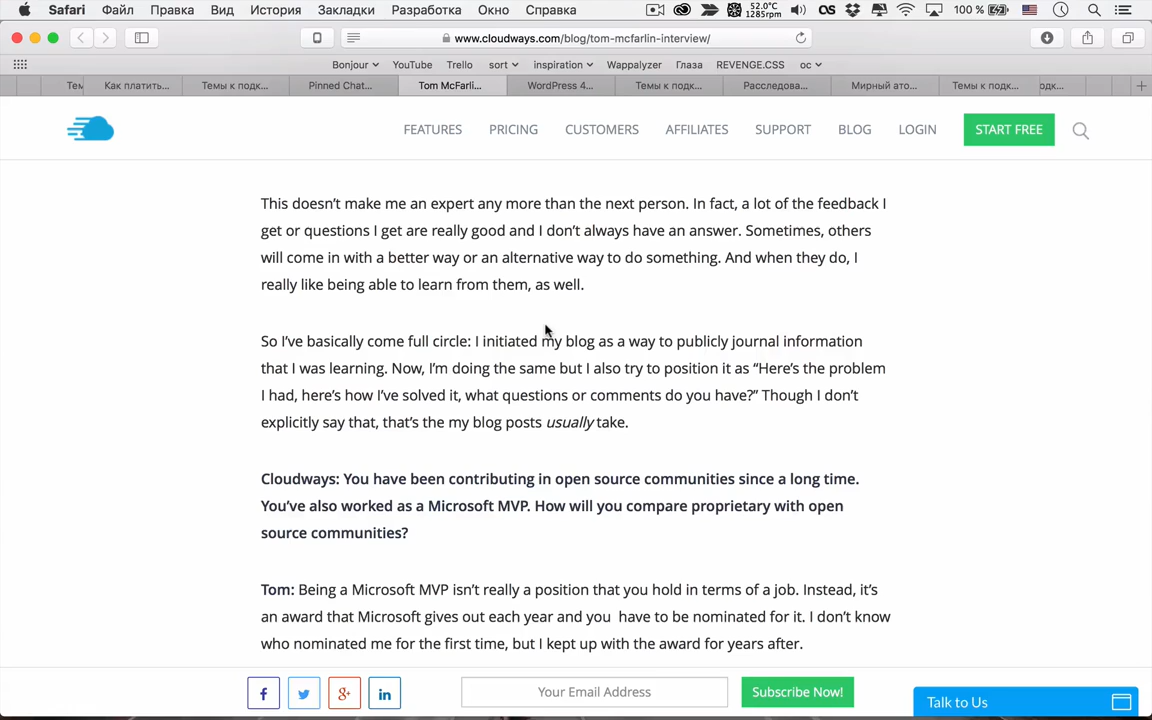 Safari Файл Правка Вид История Закладки Разработка Окно Справка 52.0°C 1285rpm 100 %
www.cloudways.com/blog/tom-mcfarlin-interview/
Bonjour YouTube Trello sort inspiration Wappalyzer Глаза REVENGE.CSS ос
Тем Как платить... Темы к подк... Pinned Chat... Tom McFarli... WordPress 4... Темы к подк... Расследова... Мирный ато... Темы к подк... одк...
FEATURES PRICING CUSTOMERS AFFILIATES SUPPORT BLOG LOGIN START FREE
This doesn’t make me an expert any more than the next person. In fact, a lot of the feedback I
get or questions I get are really good and I don’t always have an answer. Sometimes, others
will come in with a better way or an alternative way to do something. And when they do, I
really like being able to learn from them, as well.
So I’ve basically come full circle: I initiated my blog as a way to publicly journal information
that I was learning. Now, I’m doing the same but I also try to position it as “Here’s the problem
I had, here’s how I’ve solved it, what questions or comments do you have?” Though I don’t
explicitly say that, that’s the my blog posts usually take.
Cloudways: You have been contributing in open source communities since a long time.
You’ve also worked as a Microsoft MVP. How will you compare proprietary with open
source communities?
Tom: Being a Microsoft MVP isn’t really a position that you hold in terms of a job. Instead, it’s
an award that Microsoft gives out each year and you have to be nominated for it. I don’t know
who nominated me for the first time, but I kept up with the award for years after.
Your Email Address Subscribe Now!
Talk to Us